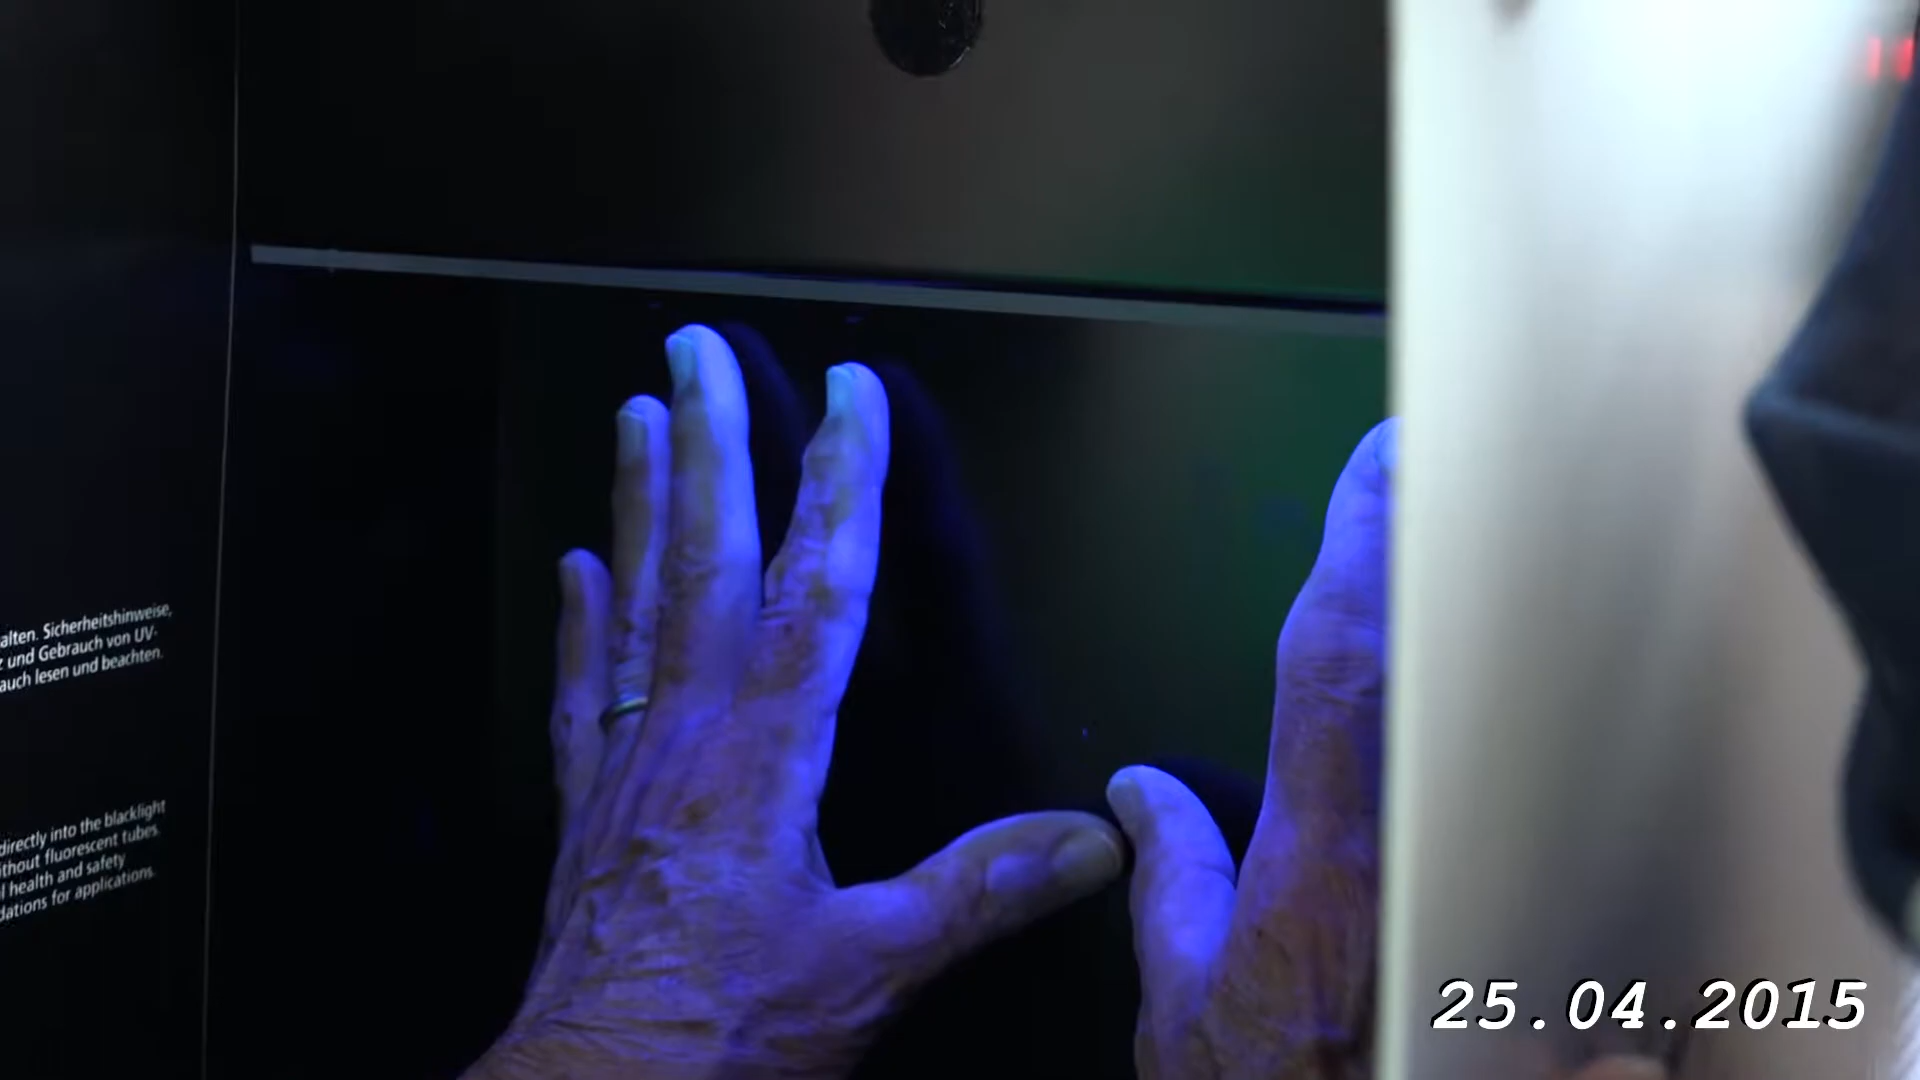 alten. Sicherheitshinweise,
z und Gebrauch von UV-
auch lesen und beachten.
directly into the blacklight
ithout fluorescent tubes.
l health and safety
dations for applications.
25.04.2015